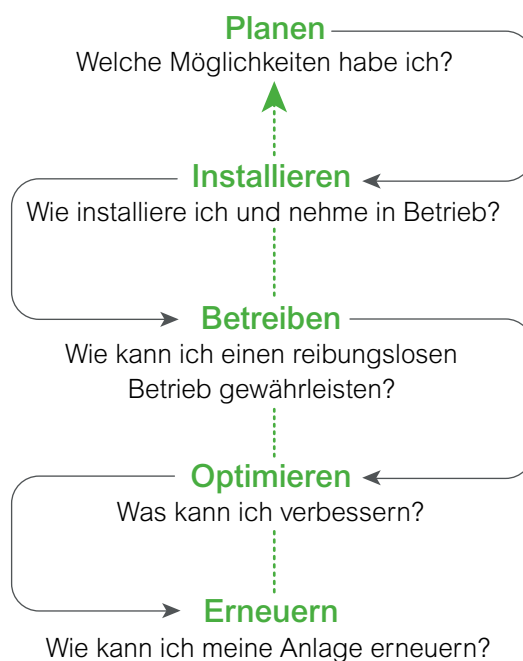 Planen
Welche Möglichkeiten habe ich?
Installieren
Wie installiere ich und nehme in Betrieb?
Betreiben
Wie kann ich einen reibungslosen
Betrieb gewährleisten?
Optimieren
Was kann ich verbessern?
Erneuern
Wie kann ich meine Anlage erneuern?